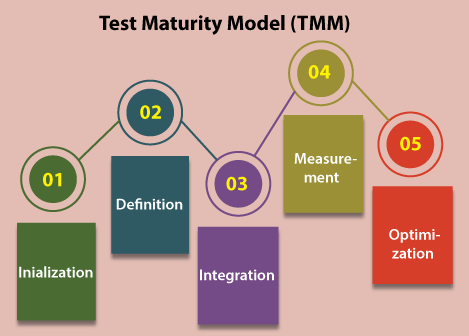 Test Maturity Model (TMM)
01
Inialization
02
Definition
03
Integration
04
Measure-
ment
05
Optimi-
zation